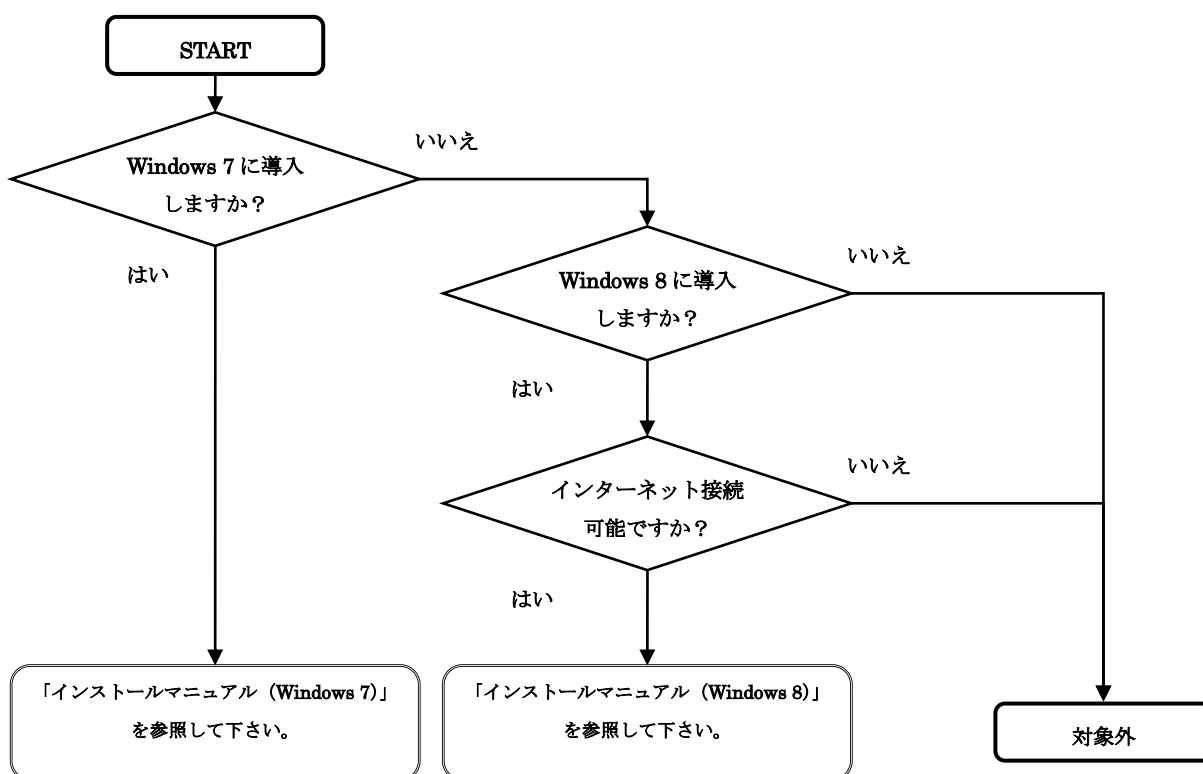 START
いいえ
Windows 7 に導入
しますか？
はい
いいえ
Windows 8 に導入
しますか？
はい
いいえ
インターネット接続
可能ですか？
はい
「インストールマニュアル（Windows 7)」
を参照して下さい。
「インストールマニュアル（Windows 8)」
を参照して下さい。
対象外